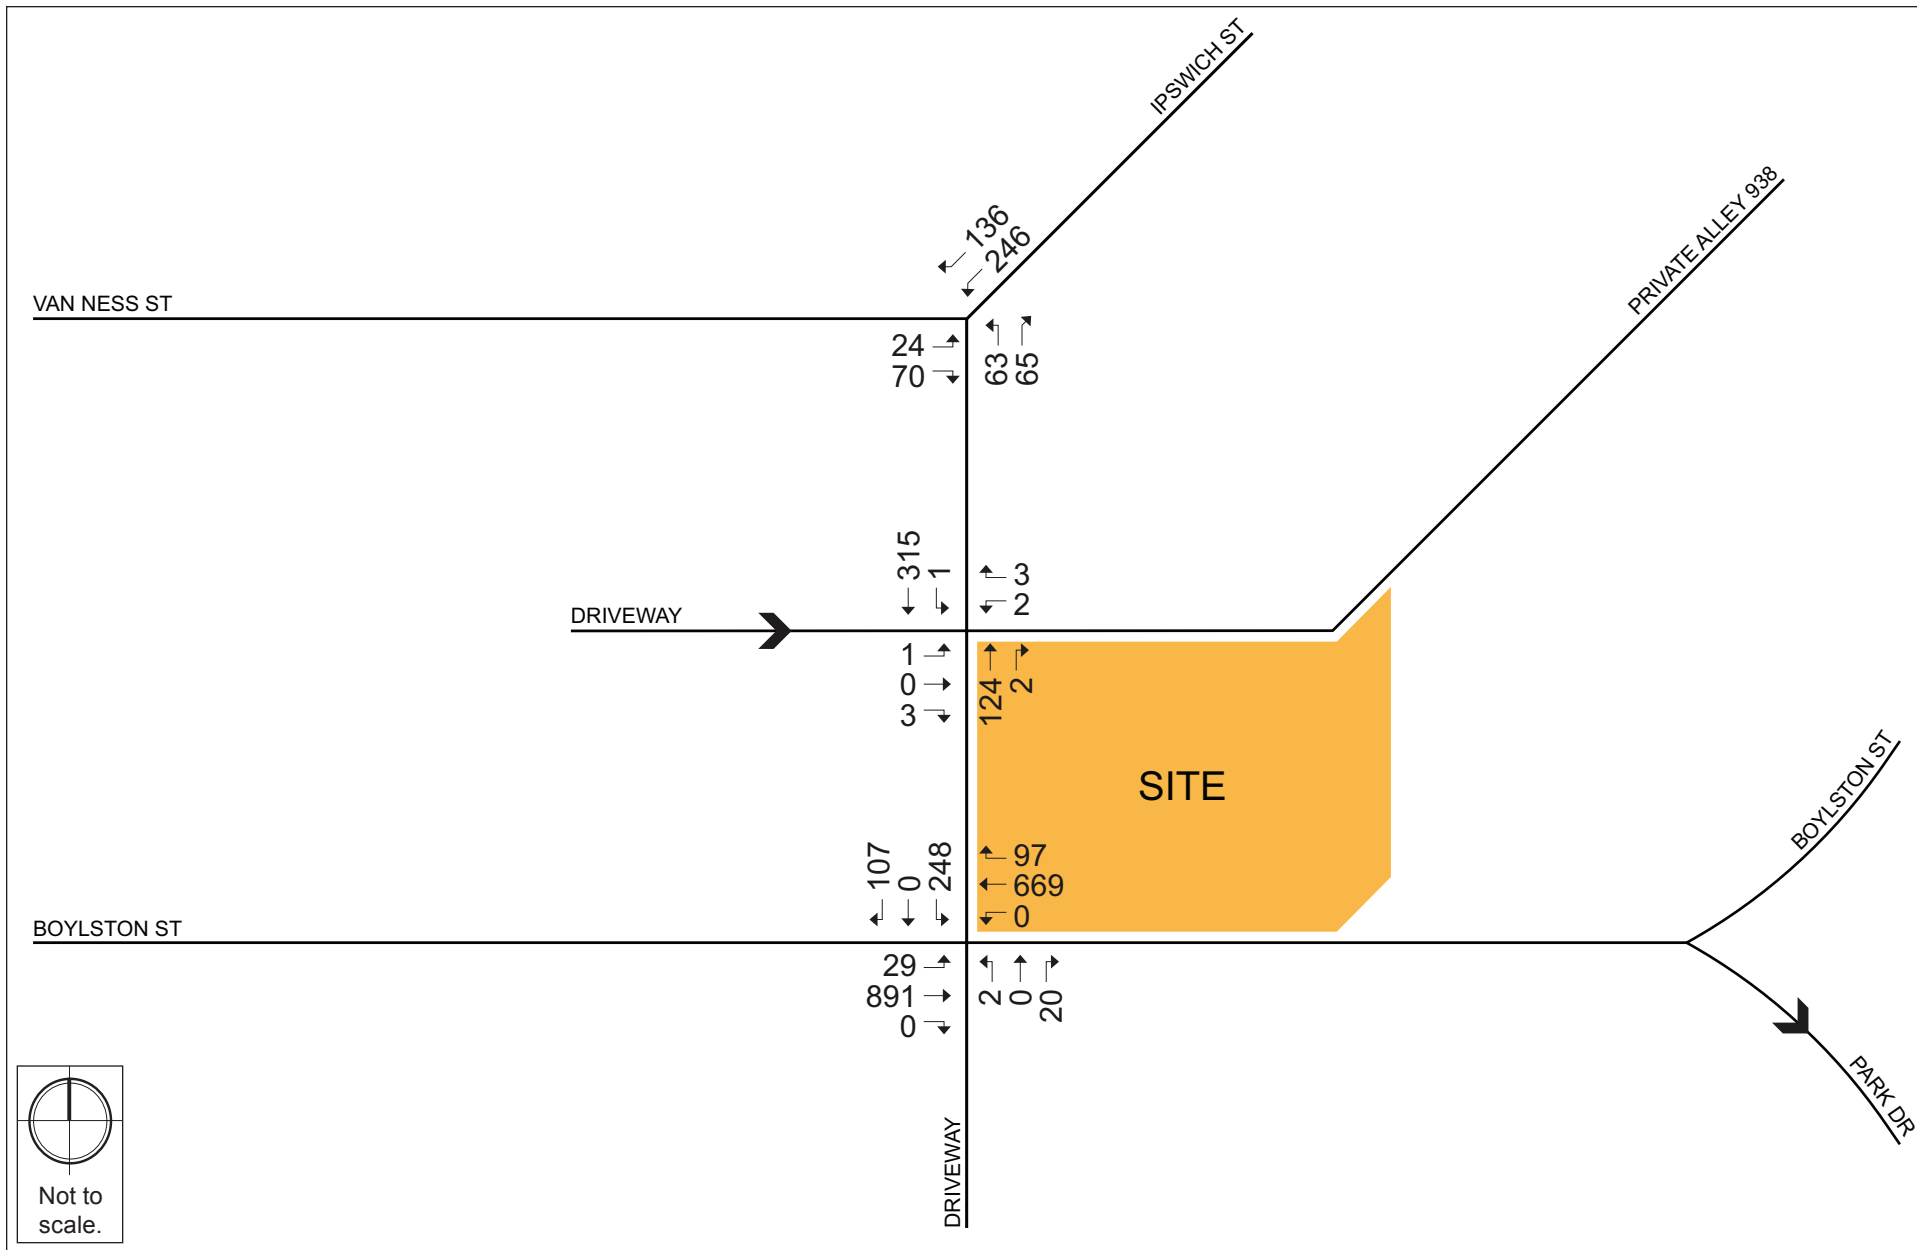 IPSWICH ST
PRIVATE ALLEY 938
136
246
VAN NESS ST
24
70
63
65
315
1
3
2
DRIVEWAY
1
0
3
124
2
SITE
BOYLSTON ST
107
0
248
97
669
0
BOYLSTON ST
29
891
0
2
0
20
PARK DR
DRIVEWAY
Not to
scale.